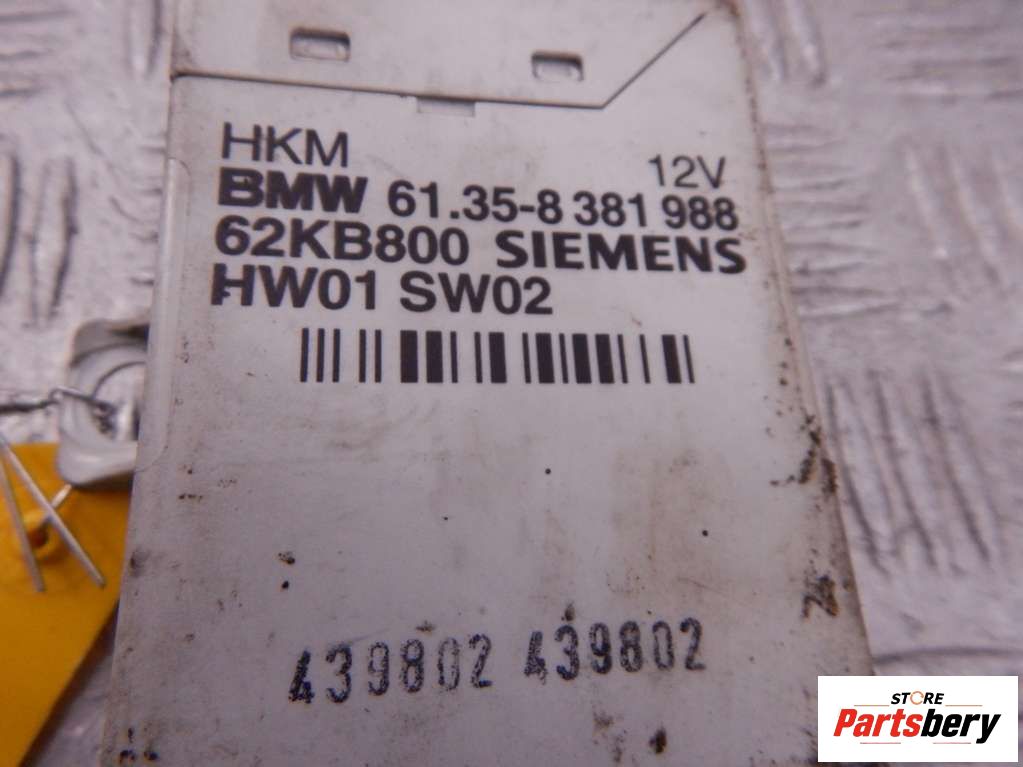 HKM
12V
BMW 61.35-8 381 988
62KB800 SIEMENS
HW01 SW02
439802 439802
STORE
Partsbery